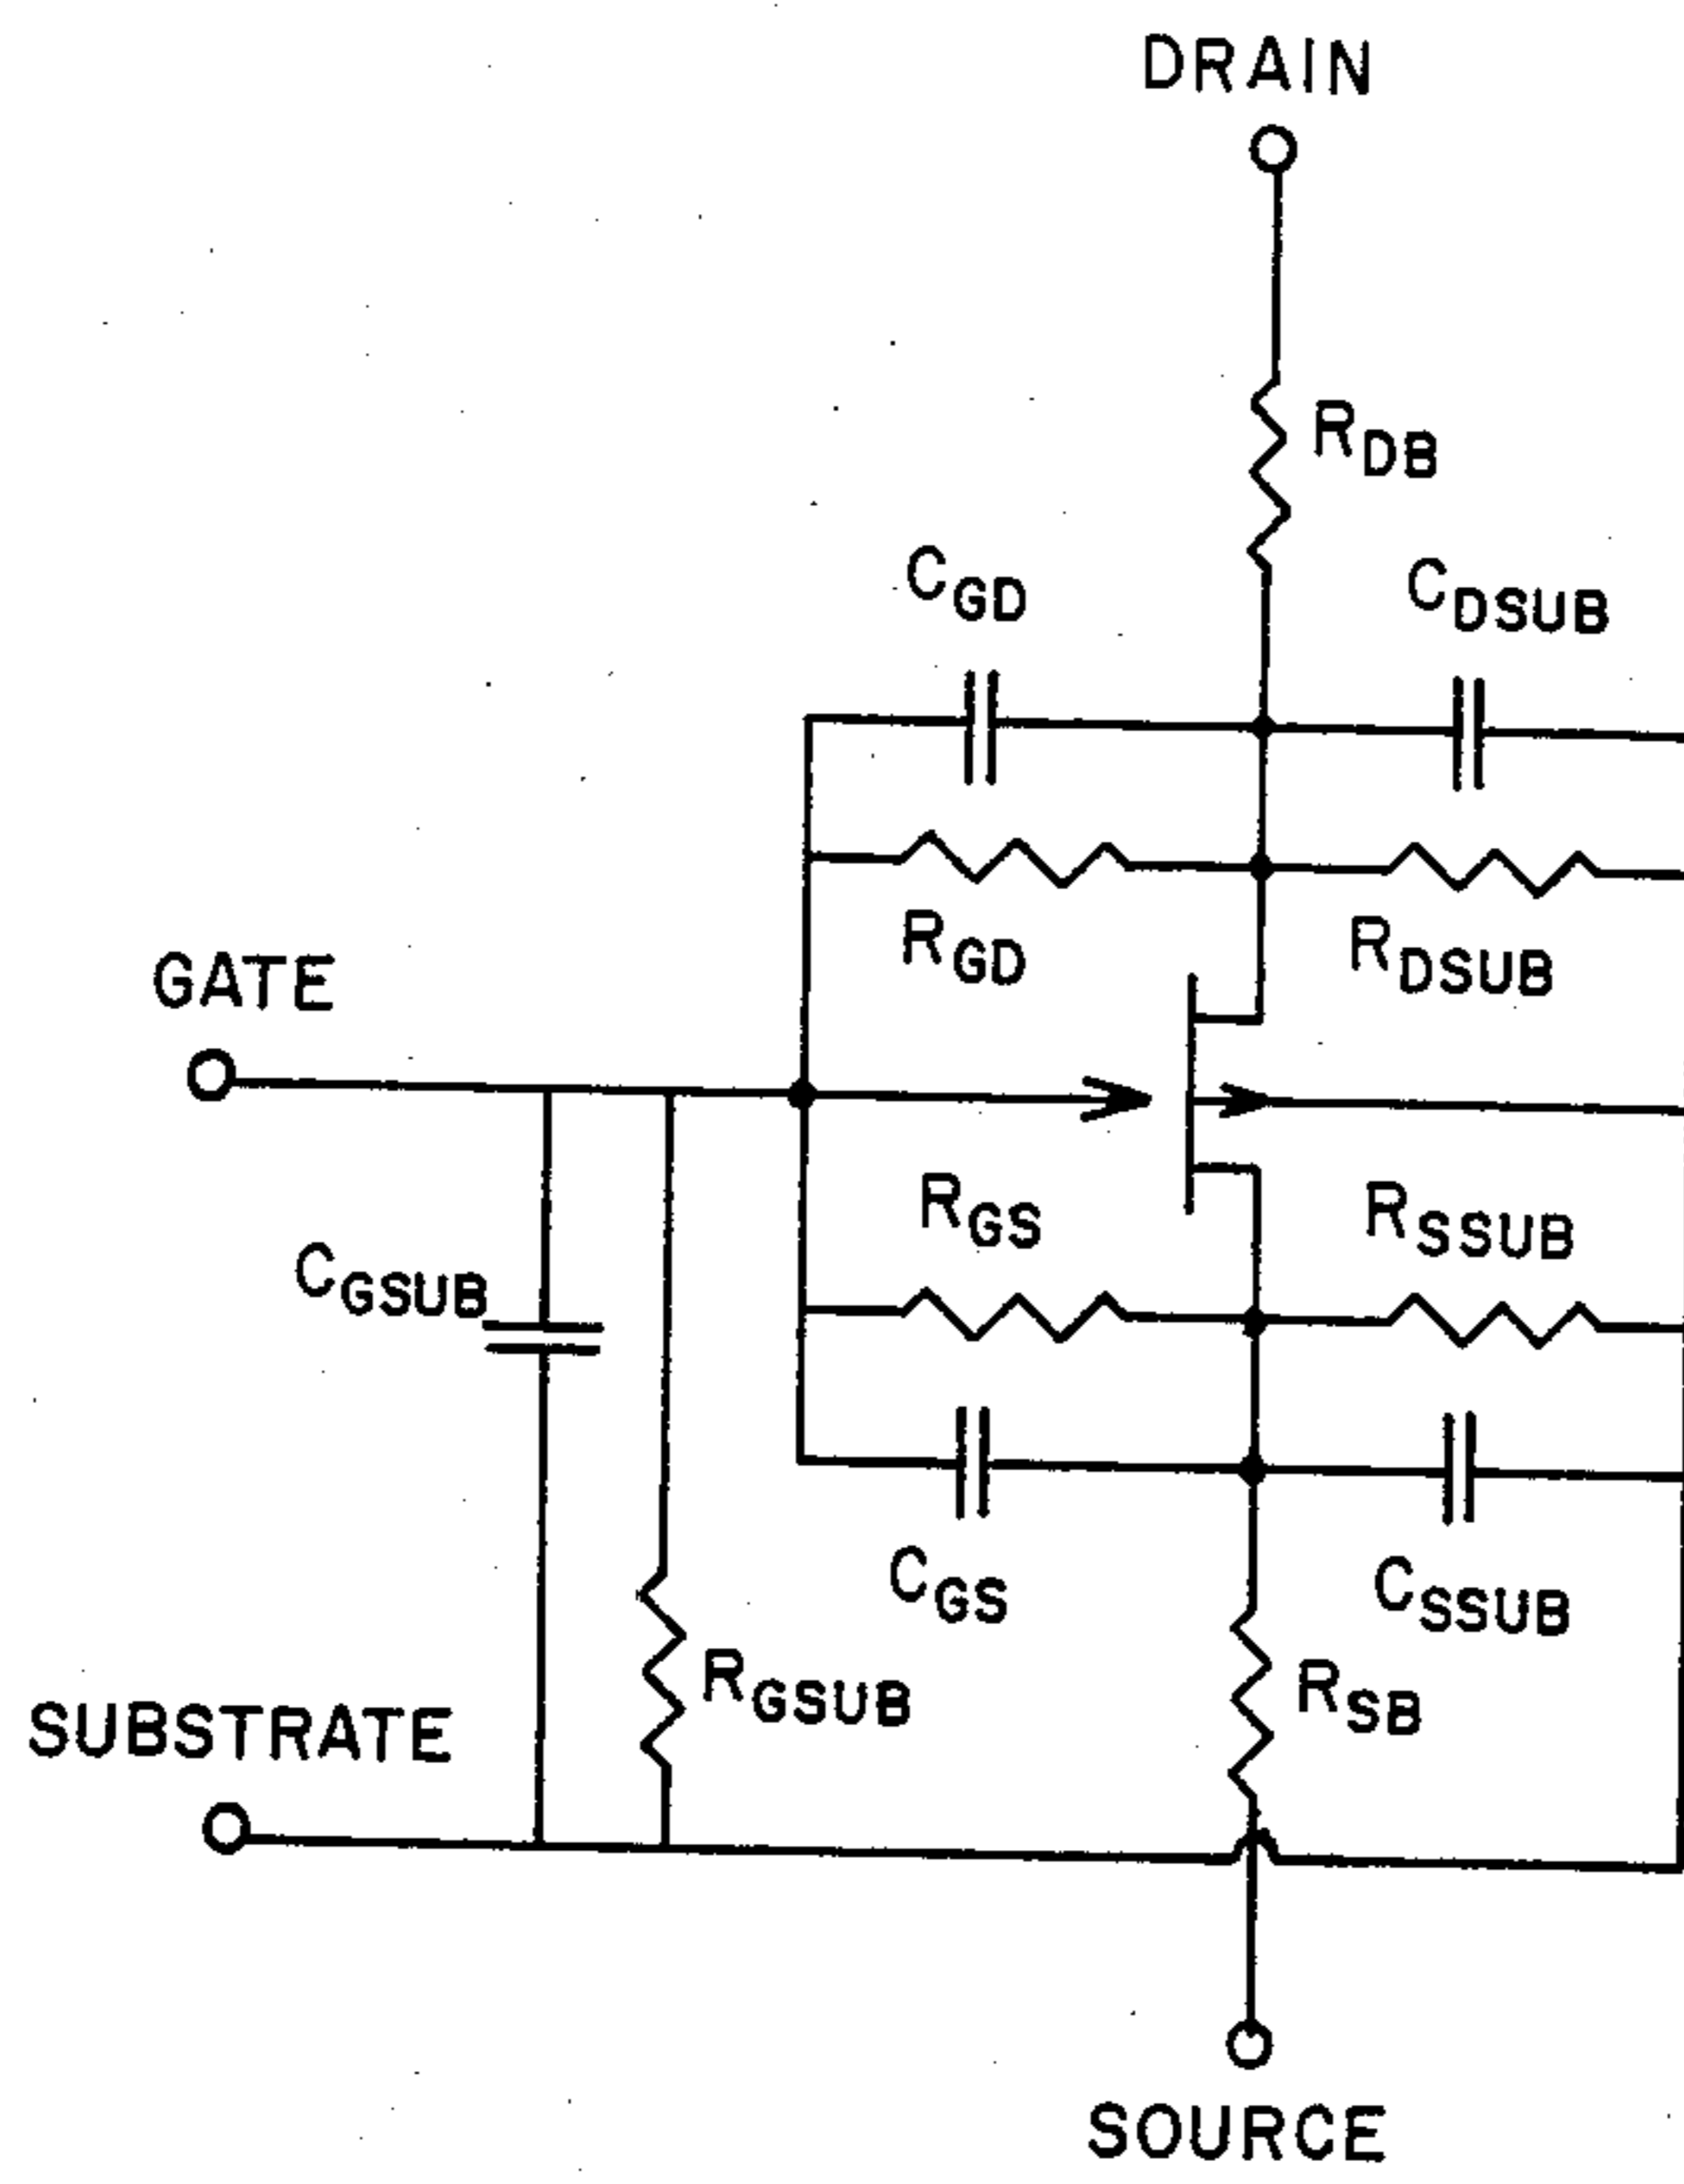 DRAIN
RDB
CGD
CDSUB
RGD
RDSUB
GATE
RGS
RSSUB
CGSUB
CGS
CSSUB
RGSUB
RSB
SUBSTRATE
SOURCE